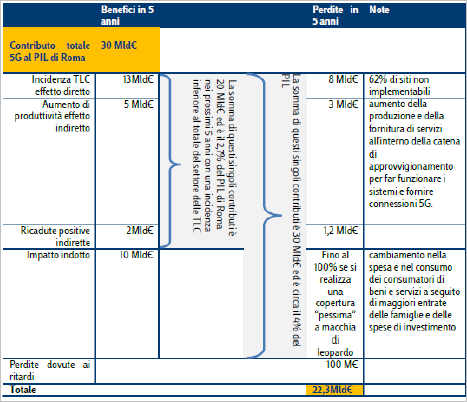 Benefici in 5 anni
Perdite in 5 anni
Note
Contributo totale 5G al PIL di Roma
30 Mld€
Incidenza TLC effetto diretto
13 Mld€
8 Mld€
62% di siti non implementabili
Aumento di produttività effetto indiretto
5 Mld€
3 Mld€
aumento della produzione e della fornitura di servizi all'interno della catena di approvvigionamento per far funzionare i sistemi e fornire connessioni 5G.
Ricadute positive indirette
2Mld€
1,2 Mld€
Impatto indotto
10 Mld€
Fino al 100% se si realizza una copertura "pessima" a macchia di leopardo
cambiamento nella spesa e nel consumo dei consumatori di beni e servizi a seguito di maggiori entrate delle famiglie e delle spese di investimento
La somma di questi singoli contributi è 20 Mld€ ed è il 2,7% del PIL di Roma nei prossimi 5 anni con una incidenza inferiore al totale del settore delle TLC
La somma di questi singoli contributi è 30 Mld€ ed è circa il 4% del PIL
Perdite dovute ai ritardi
100 M€
Totale
22,3Mld€